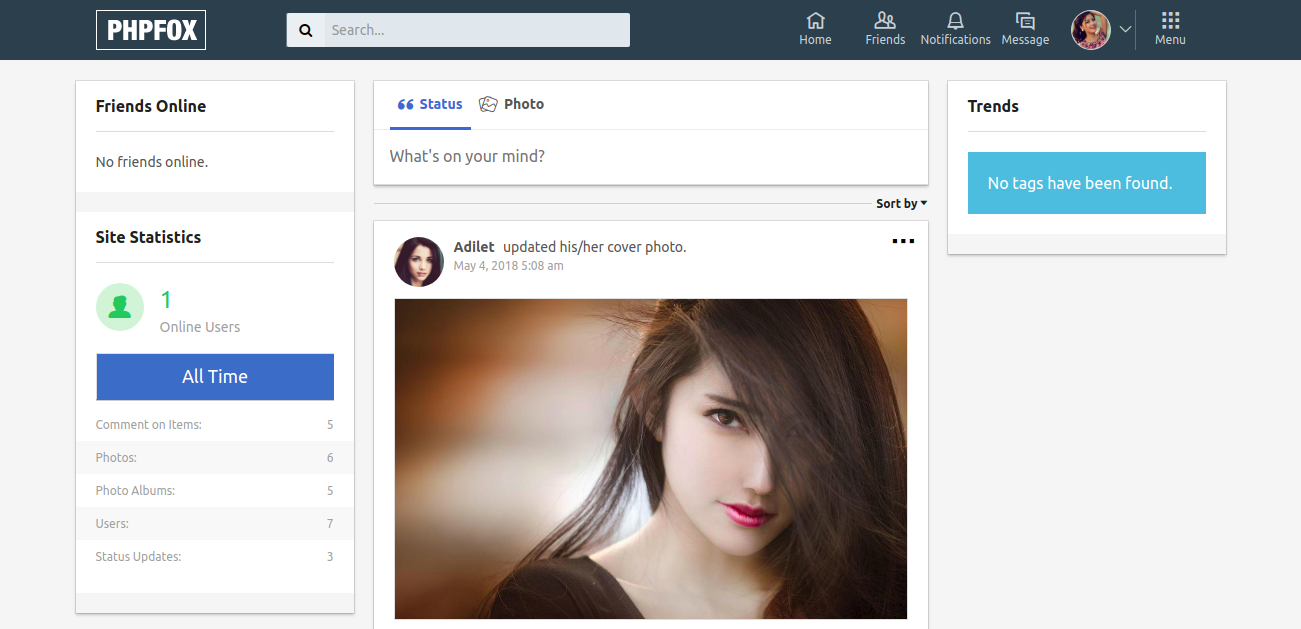 PHPFOX
Search...
Home
Friends
Notifications
Message
Menu
Friends Online
No friends online.
Site Statistics
1
Online Users
All Time
Comment on Items: 5
Photos: 6
Photo Albums: 5
Users: 7
Status Updates: 3
Status
Photo
What's on your mind?
Sort by
Adilet updated his/her cover photo.
May 4, 2018 5:08 am
Trends
No tags have been found.